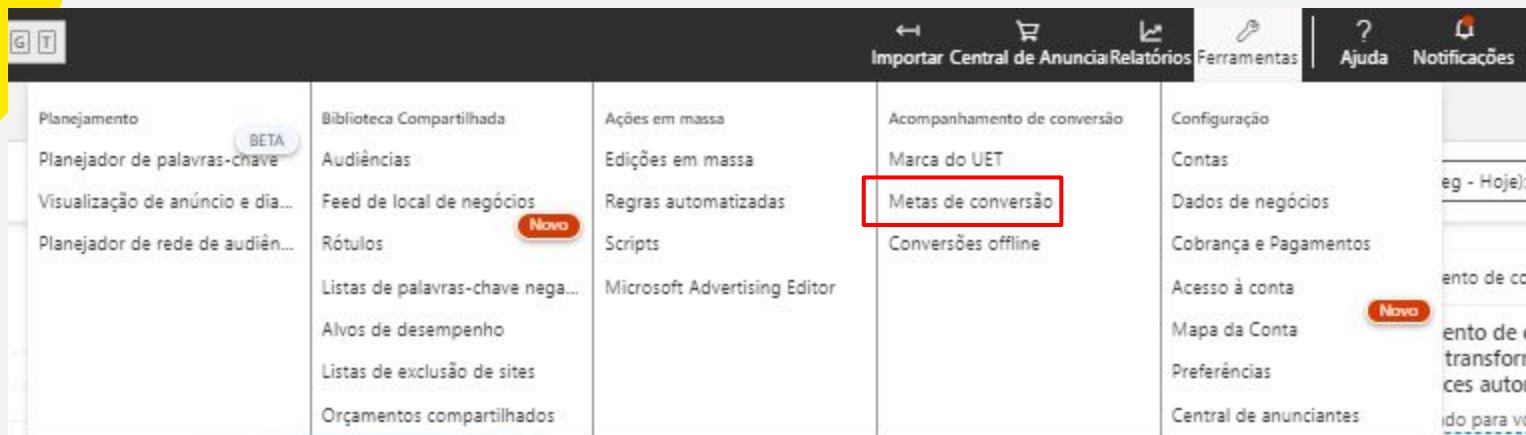 G T
Importar Central de Anuncia Relatórios Ferramentas Ajuda Notificações
Planejamento
BETA
Planejador de palavras-chave
Visualização de anúncio e dia...
Planejador de rede de audiên...
Biblioteca Compartilhada
Audiências
Feed de local de negócios
Novo
Rótulos
Listas de palavras-chave nega...
Alvos de desempenho
Listas de exclusão de sites
Orçamentos compartilhados
Ações em massa
Edições em massa
Regras automatizadas
Scripts
Microsoft Advertising Editor
Acompanhamento de conversão
Marca do UET
Metas de conversão
Conversões offline
Configuração
Contas
Dados de negócios
Cobrança e Pagamentos
Acesso à conta
Novo
Mapa da Conta
Preferências
Central de anunciantes
eg - Hoje):
ento de co
ento de
transfor
ces auto
do para vo